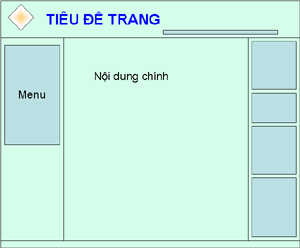 TIÊU ĐỀ TRANG
Menu
Nội dung chính